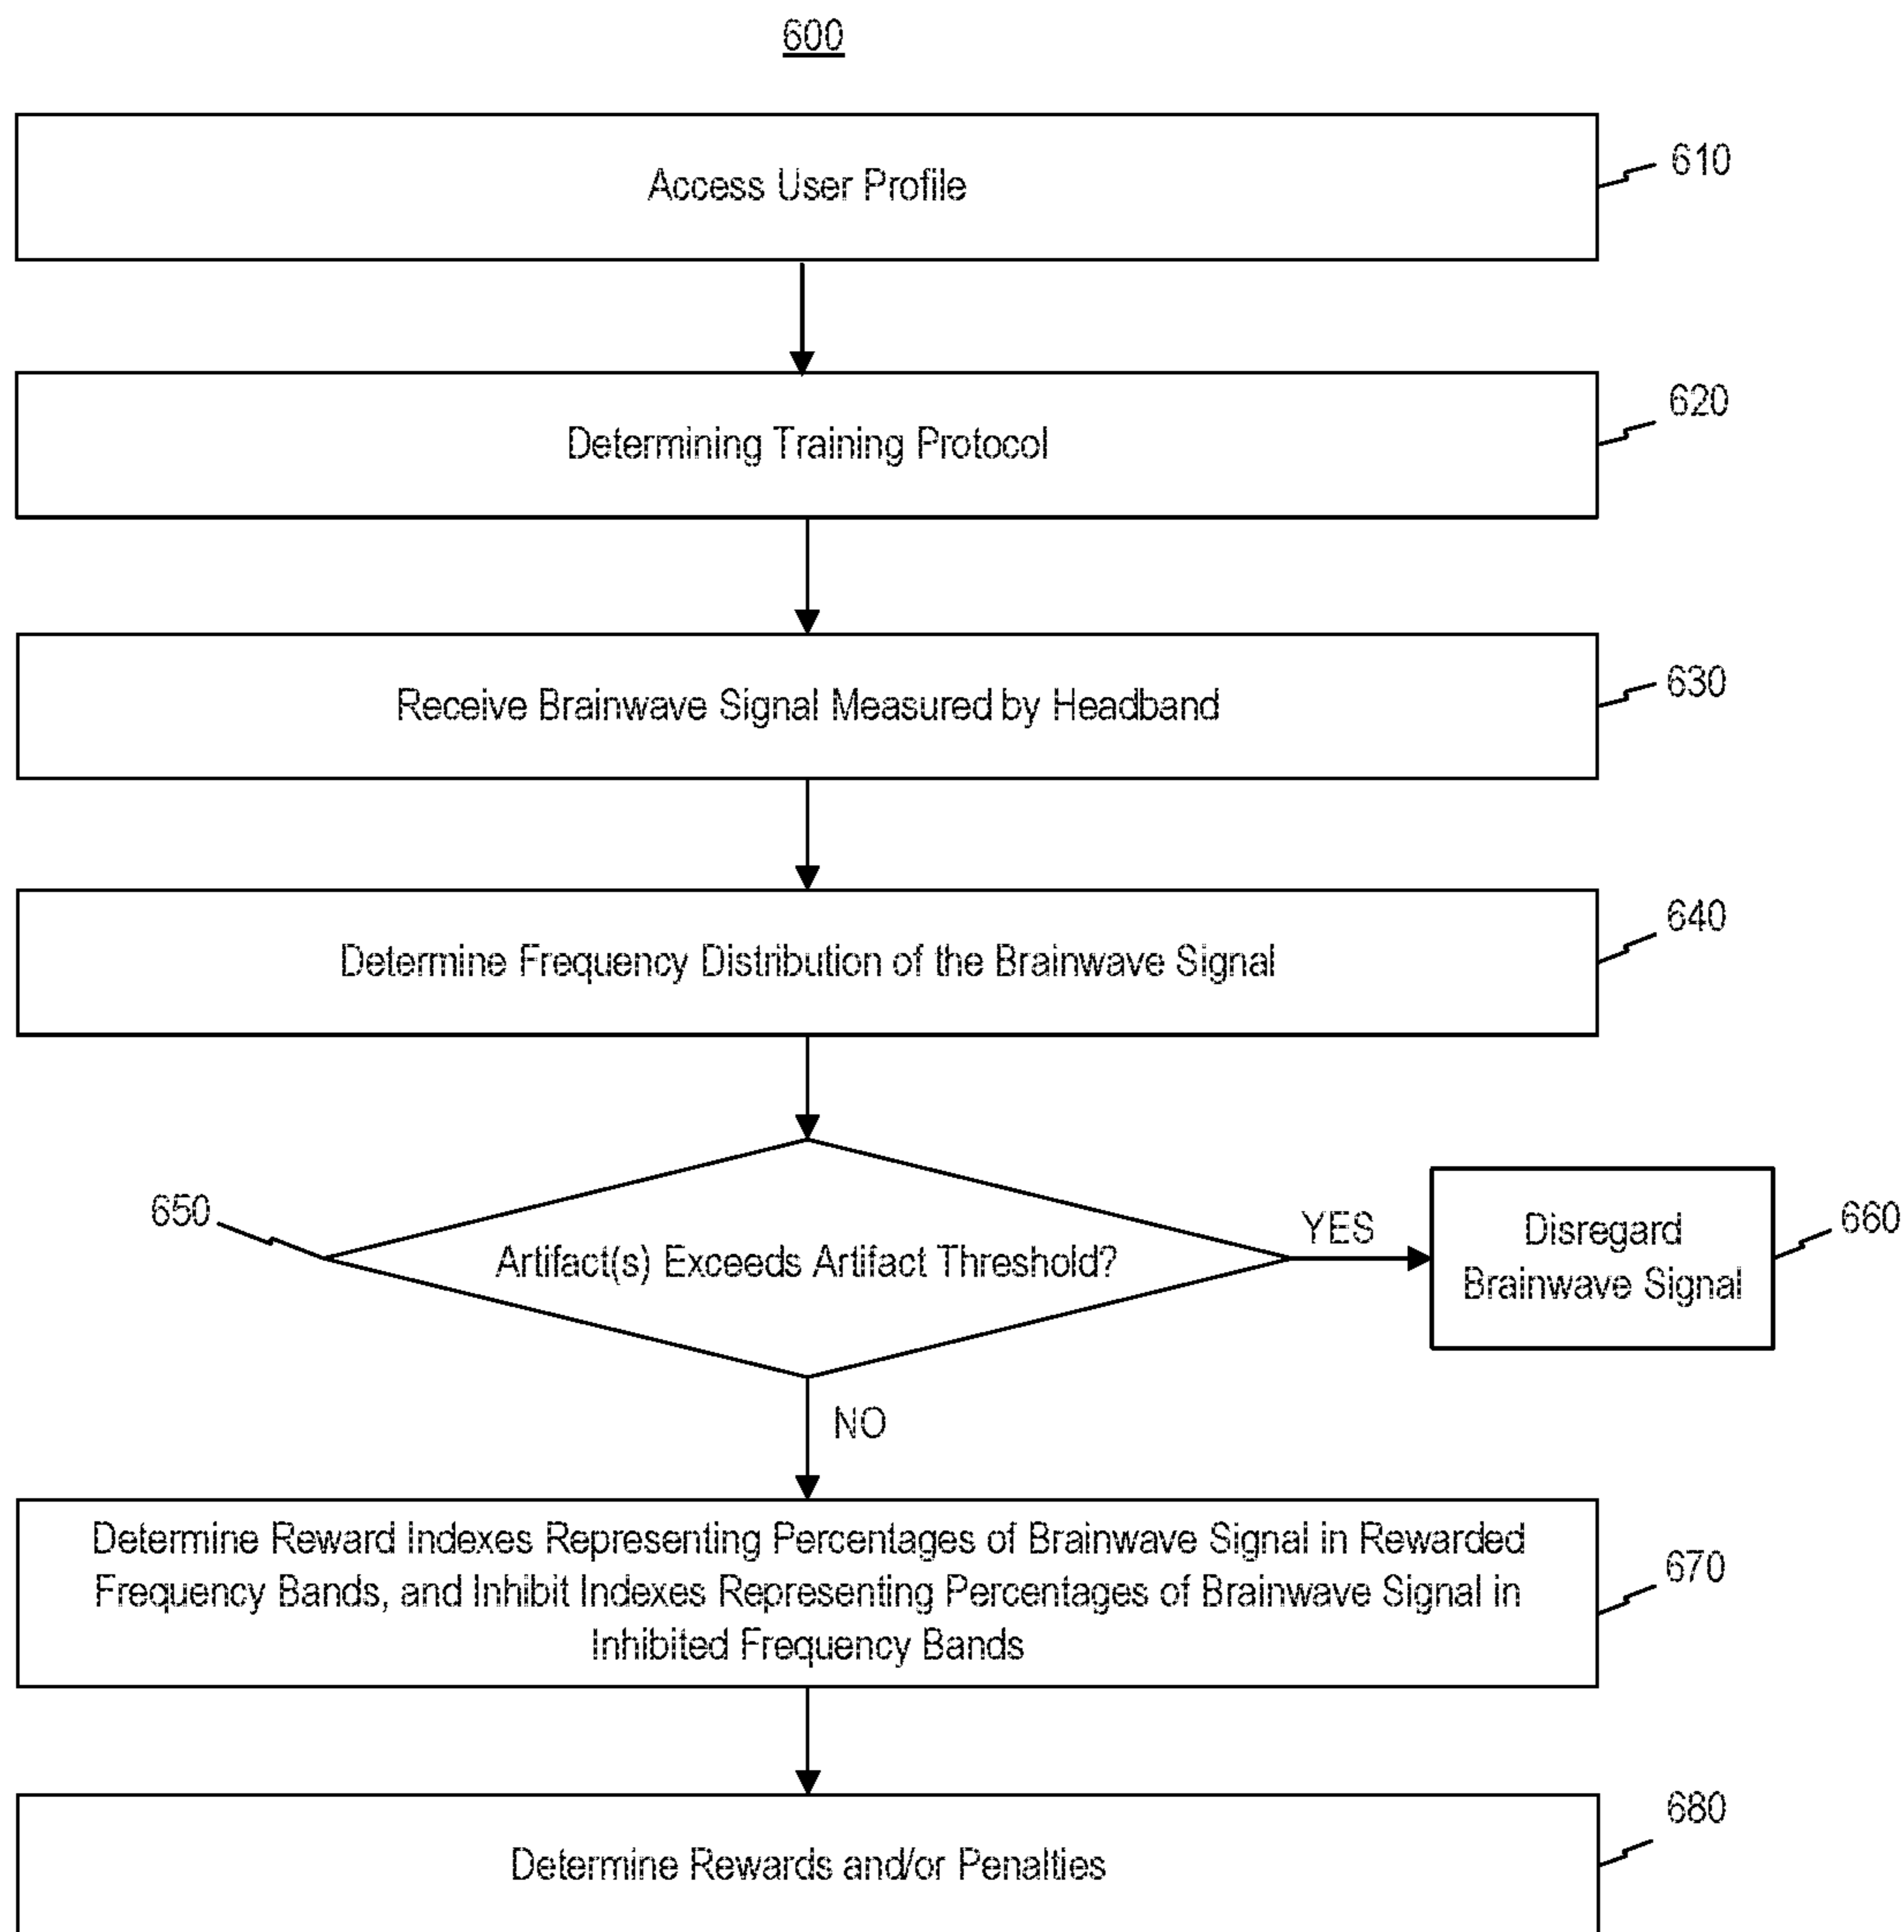 600
Access User Profile
610
Determining Training Protocol
620
Receive Brainwave Signal Measured by Headband
630
Determine Frequency Distribution of the Brainwave Signal
640
650
Artifact(s) Exceeds Artifact Threshold?
YES
Disregard
Brainwave Signal
660
NO
Determine Reward Indexes Representing Percentages of Brainwave Signal in Rewarded
Frequency Bands, and Inhibit Indexes Representing Percentages of Brainwave Signal in
Inhibited Frequency Bands
670
Determine Rewards and/or Penalties
680